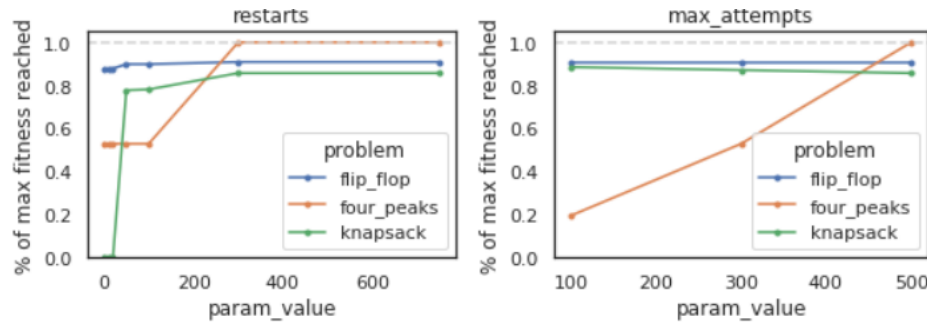 restarts
% of max fitness reached
1.0
0.8
0.6
0.4
0.2
0.0
problem
flip_flop
four_peaks
knapsack
0 200 400 600
param_value
max_attempts
% of max fitness reached
1.0
0.8
0.6
0.4
0.2
0.0
problem
flip_flop
four_peaks
knapsack
100 200 300 400 500
param_value